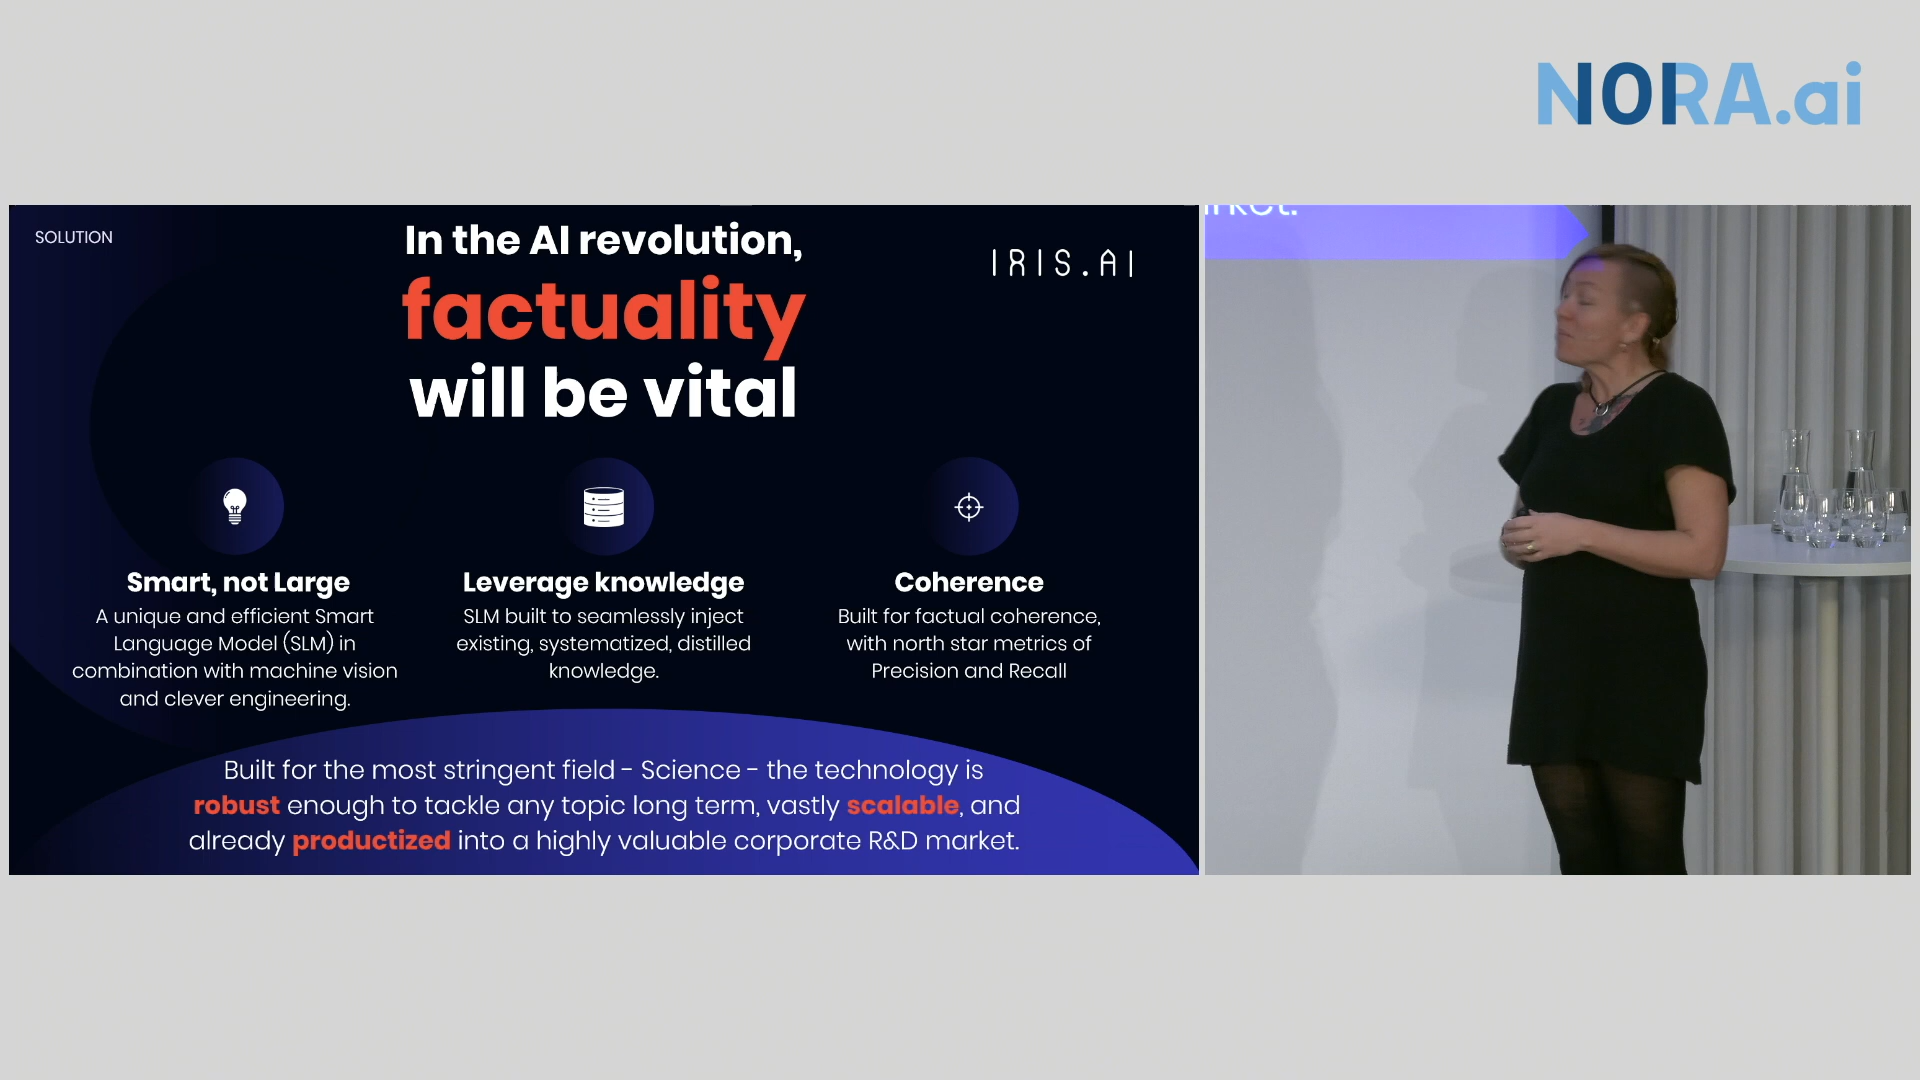 NORA.ai
SOLUTION
In the AI revolution,
factuality
will be vital
IRIS.AI
Smart, not Large
A unique and efficient Smart
Language Model (SLM) in
combination with machine vision
and clever engineering.
Leverage knowledge
SLM built to seamlessly inject
existing, systematized, distilled
knowledge.
Coherence
Built for factual coherence,
with north star metrics of
Precision and Recall
Built for the most stringent field - Science - the technology is
robust enough to tackle any topic long term, vastly scalable, and
already productized into a highly valuable corporate R&D market.